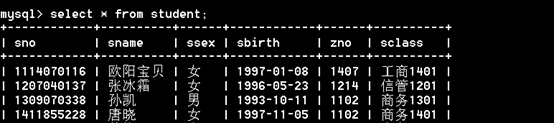 mysql> select * from student;
+------------+----------+------+------------+------+----------+
| sno | sname | ssex | sbirth | zno | sclass |
+------------+----------+------+------------+------+----------+
| 1114070116 | 欧阳宝贝 | 女 | 1997-01-08 | 1407 | 工商1401 |
| 1207040137 | 张冰霜 | 女 | 1996-05-23 | 1214 | 信管1201 |
| 1309070338 | 孙凯 | 男 | 1993-10-11 | 1102 | 商务1301 |
| 1411855228 | 唐晓 | 女 | 1997-11-05 | 1102 | 商务1401 |